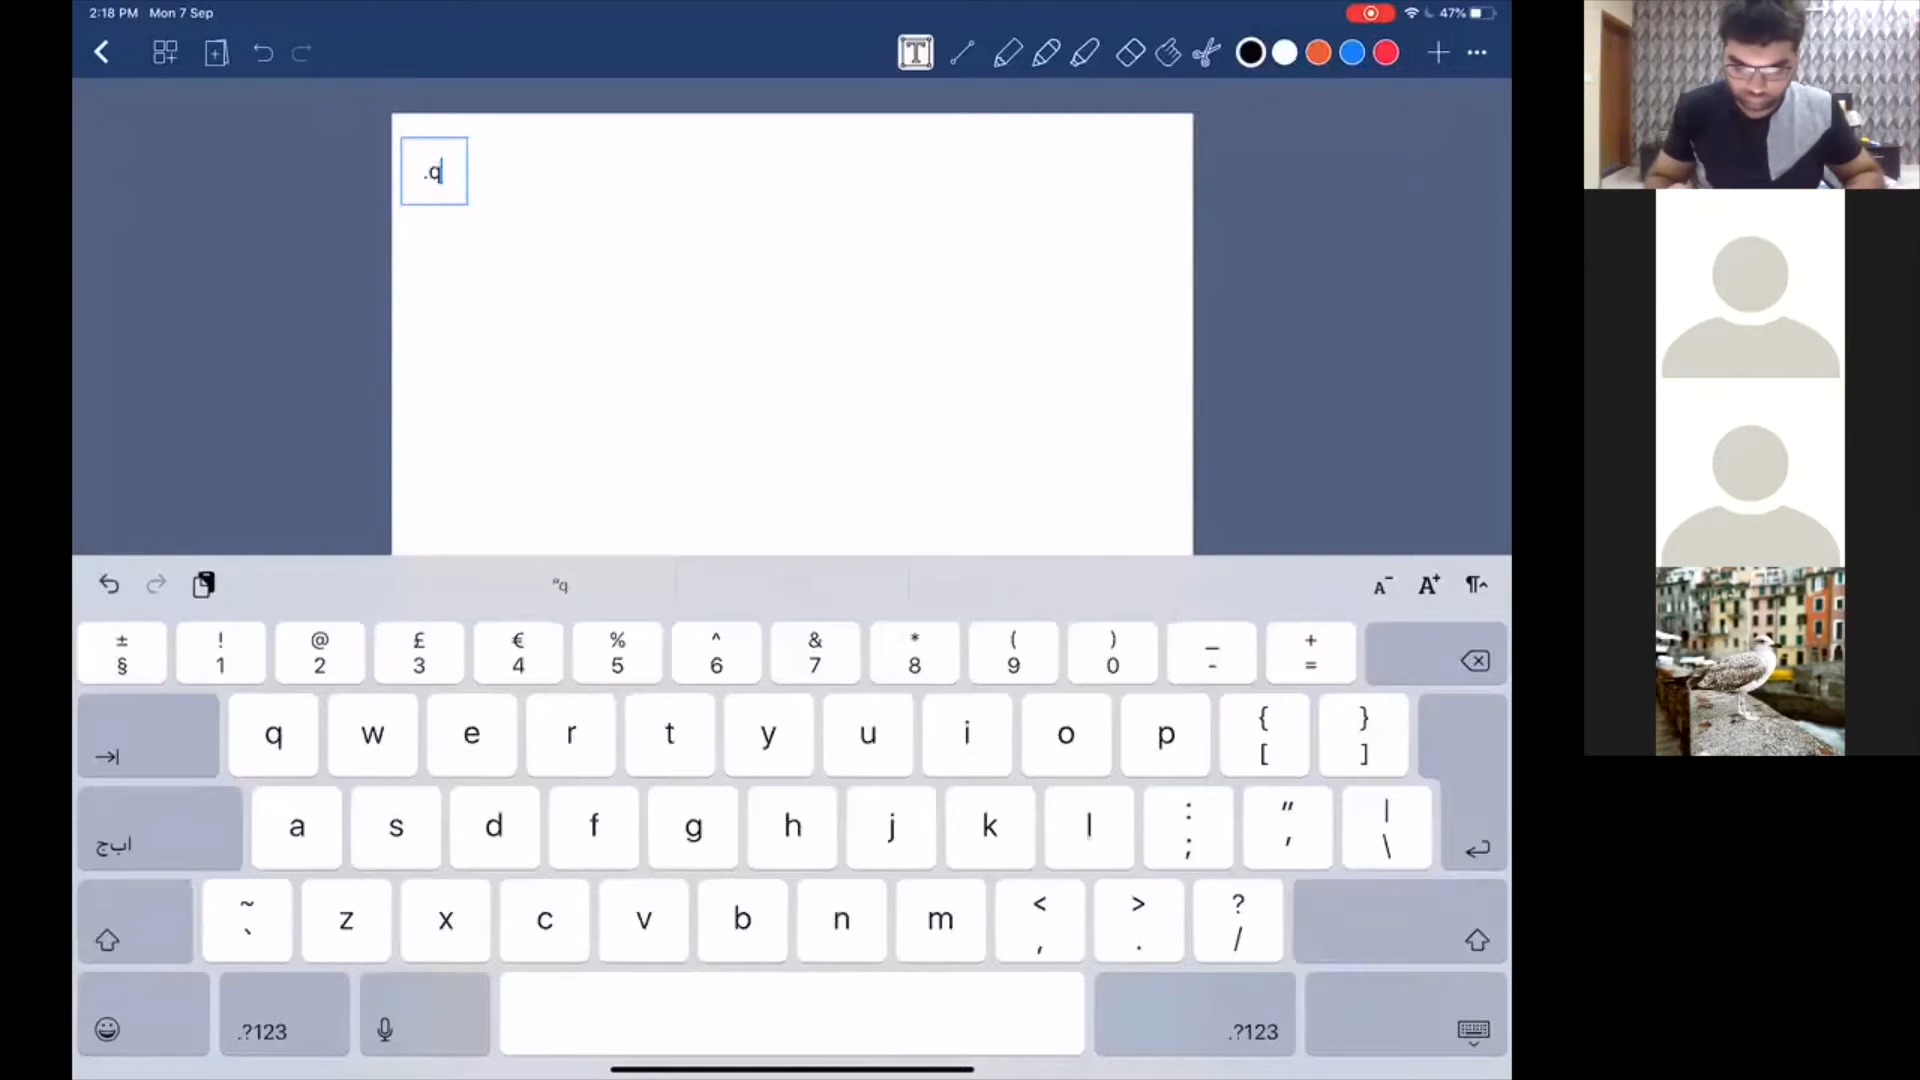 2:18 PM Mon 7 Sep
47%
T
.q
"q
A- A+ ¶^
± ! @ £ € % ^ & * ( ) _ +
§ 1 2 3 4 5 6 7 8 9 0 - =
q w e r t y u i o p { }
[ ]
ابج a s d f g h j k l : " |
; ' \
~ z x c v b n m < > ?
` , . /
.?123 .?123